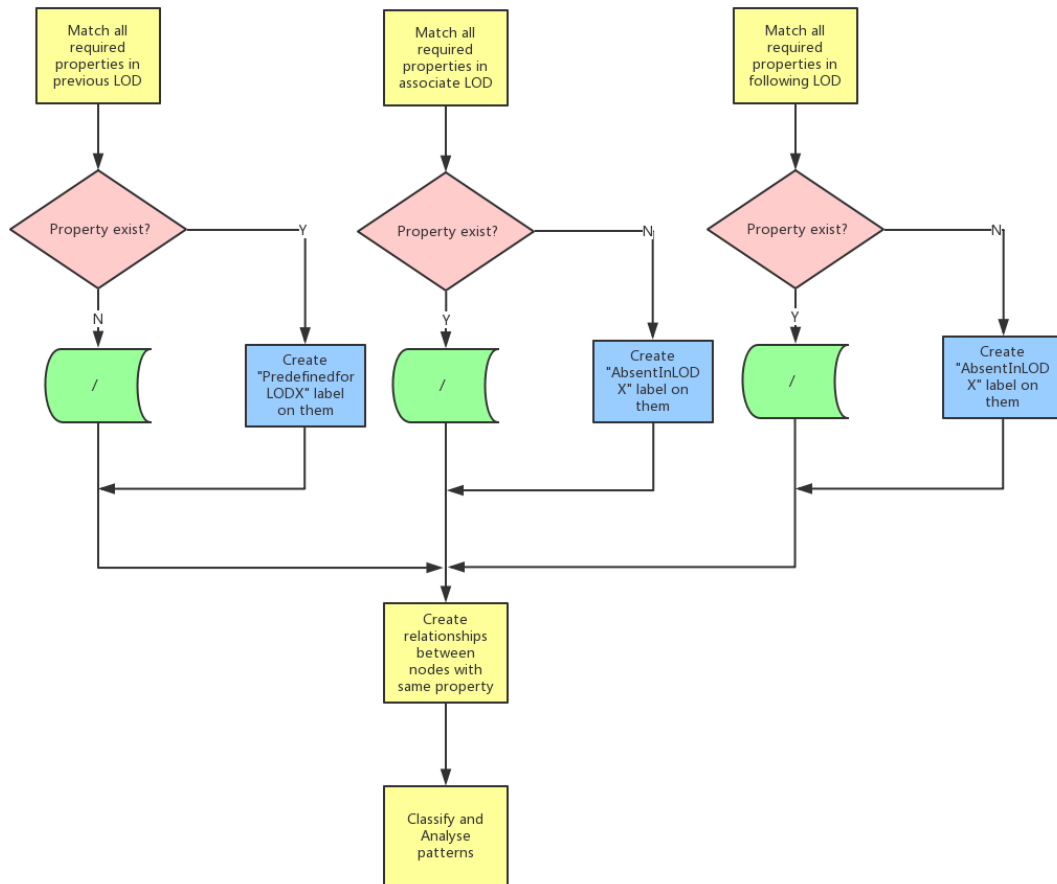 Match all
required
properties in
previous LOD
Match all
required
properties in
associate LOD
Match all
required
properties in
following LOD
Property exist?
Y
Property exist?
N
Property exist?
N
N
Y
Y
/
Create
"Predefinedfor
LODX" label
on them
/
Create
"AbsentInLOD
X" label on
them
/
Create
"AbsentInLOD
X" label on
them
Create
relationships
between
nodes with
same property
Classify and
Analyse
patterns